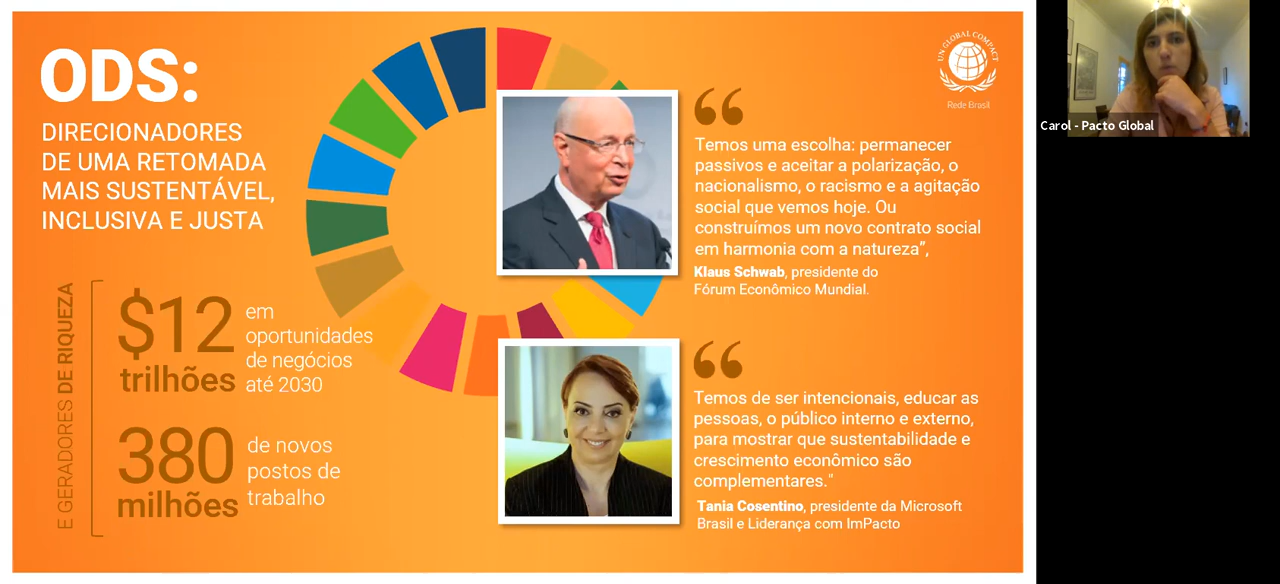 ODS:
DIRECIONADORES
DE UMA RETOMADA
MAIS SUSTENTÁVEL,
INCLUSIVA E JUSTA
E GERADORES DE RIQUEZA
$12
trilhões
em
oportunidades
de negócios
até 2030
380
milhões
de novos
postos de
trabalho
UN GLOBAL COMPACT
Rede Brasil
“
Temos uma escolha: permanecer
passivos e aceitar a polarização, o
nacionalismo, o racismo e a agitação
social que vemos hoje. Ou
construímos um novo contrato social
em harmonia com a natureza”,
Klaus Schwab, presidente do
Fórum Econômico Mundial.
“
Temos de ser intencionais, educar as
pessoas, o público interno e externo,
para mostrar que sustentabilidade e
crescimento econômico são
complementares."
Tania Cosentino, presidente da Microsoft
Brasil e Liderança com ImPacto
Carol - Pacto Global